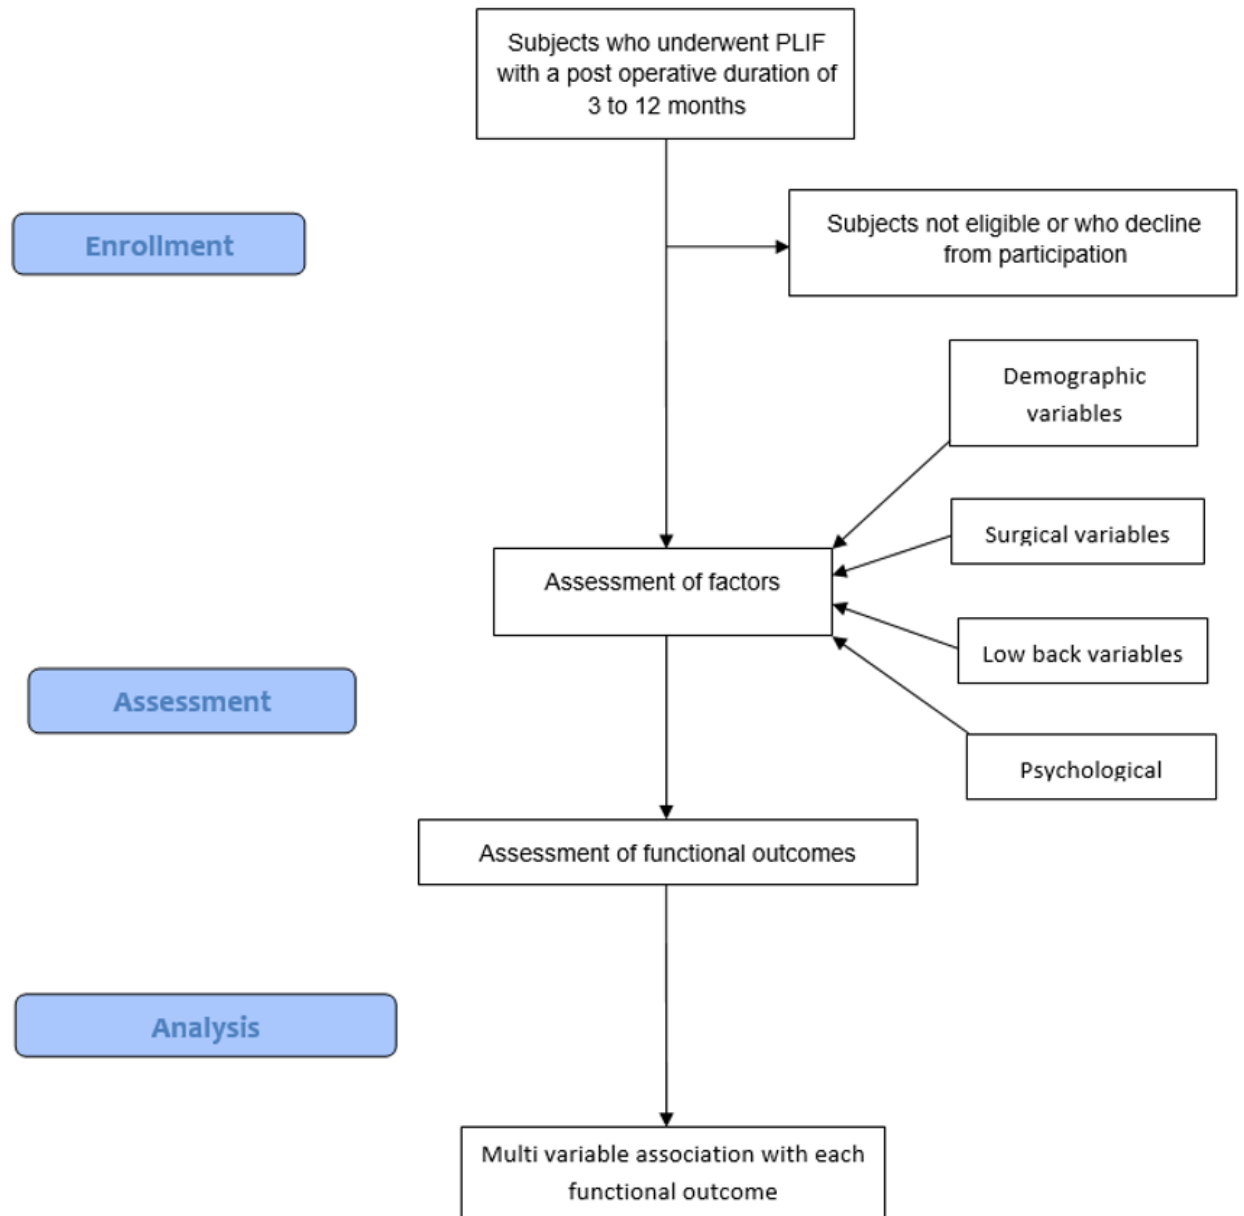 Subjects who underwent PLIF
with a post operative duration of
3 to 12 months
Enrollment
Subjects not eligible or who decline
from participation
Demographic
variables
Surgical variables
Assessment of factors
Low back variables
Assessment
Psychological
Assessment of functional outcomes
Analysis
Multi variable association with each
functional outcome